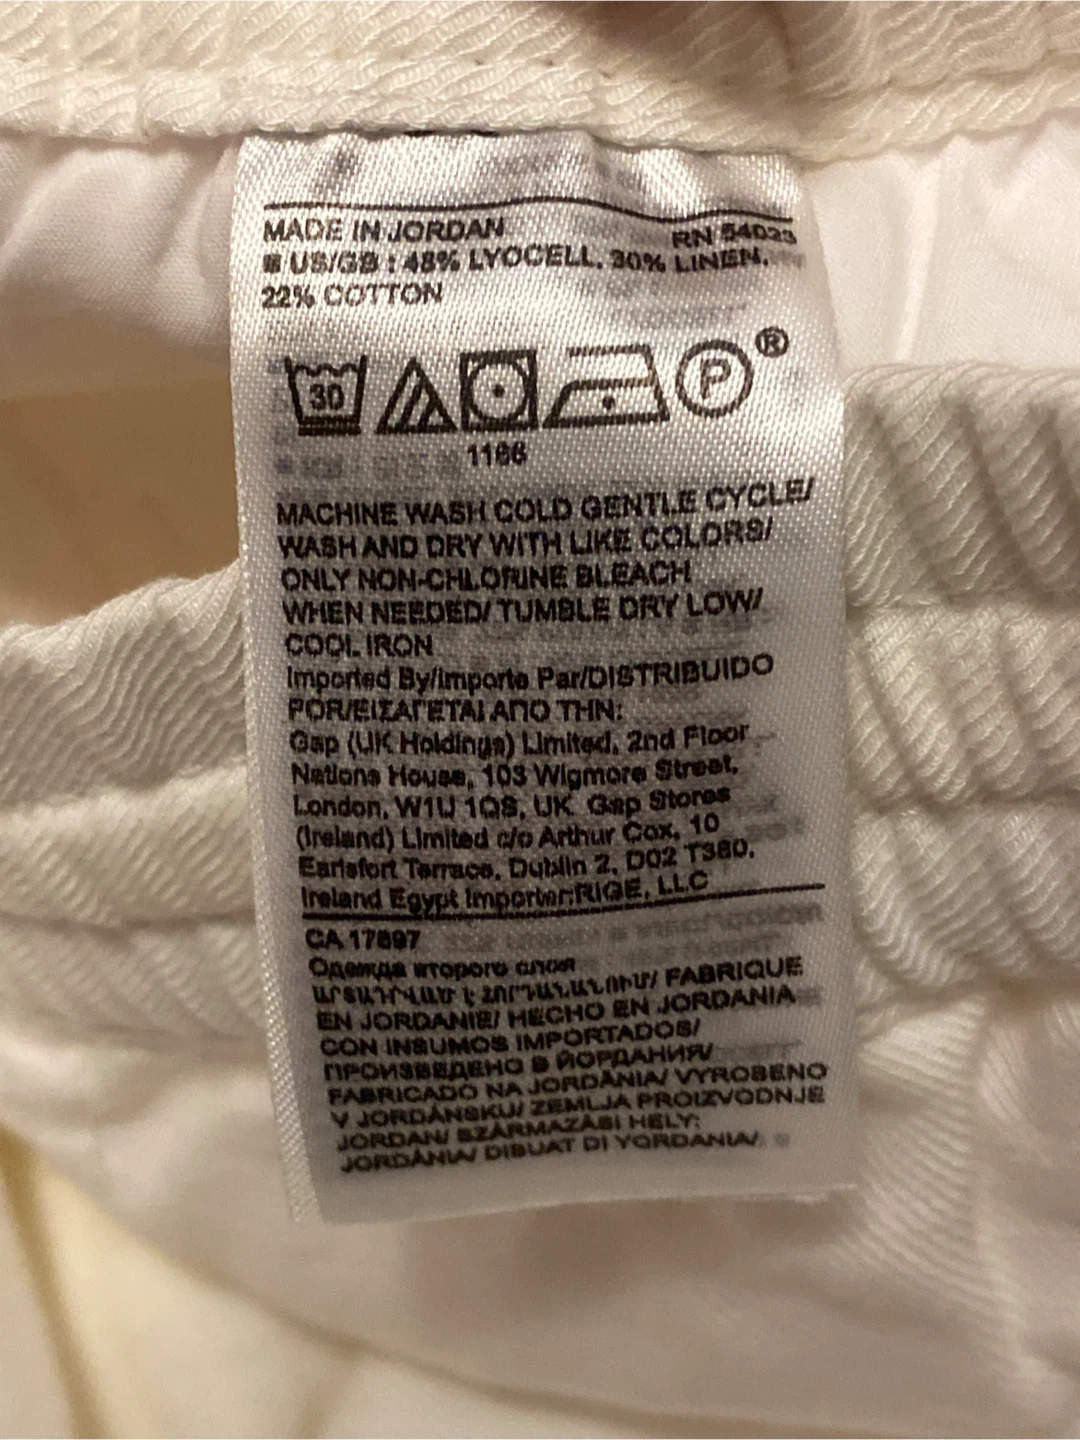 MADE IN JORDAN RN 54023
US/GB : 48% LYOCELL, 30% LINEN,
22% COTTON
30 P ®
1166
MACHINE WASH COLD GENTLE CYCLE/
WASH AND DRY WITH LIKE COLORS/
ONLY NON-CHLORINE BLEACH
WHEN NEEDED/ TUMBLE DRY LOW/
COOL IRON
Imported By/Importe Par/DISTRIBUIDO
POR/ΕΙΣΑΓΕΤΑΙ ΑΠΟ ΤΗΝ:
Gap (UK Holdings) Limited, 2nd Floor
Nations House, 103 Wigmore Street,
London, W1U 1QS, UK Gap Stores
(Ireland) Limited c/o Arthur Cox, 10
Earlsfort Terrace, Dublin 2, D02 T380,
Ireland Egypt Importer:RIGE, LLC
CA 17897
Одежда второго слоя
ԱՐՏԱԴՐՎԱԾ Է ՀՈՐԴԱՆԱՆՈՒՄ/ FABRIQUE
EN JORDANIE/ HECHO EN JORDANIA
CON INSUMOS IMPORTADOS/
ПРОИЗВЕДЕНО В ЙОРДАНИЯ/
FABRICADO NA JORDÂNIA/ VYROBENO
V JORDÁNSKU/ ZEMLJA PROIZVODNJE
JORDAN/ SZÁRMAZÁSI HELY:
JORDÁNIA/ DIBUAT DI YORDANIA/